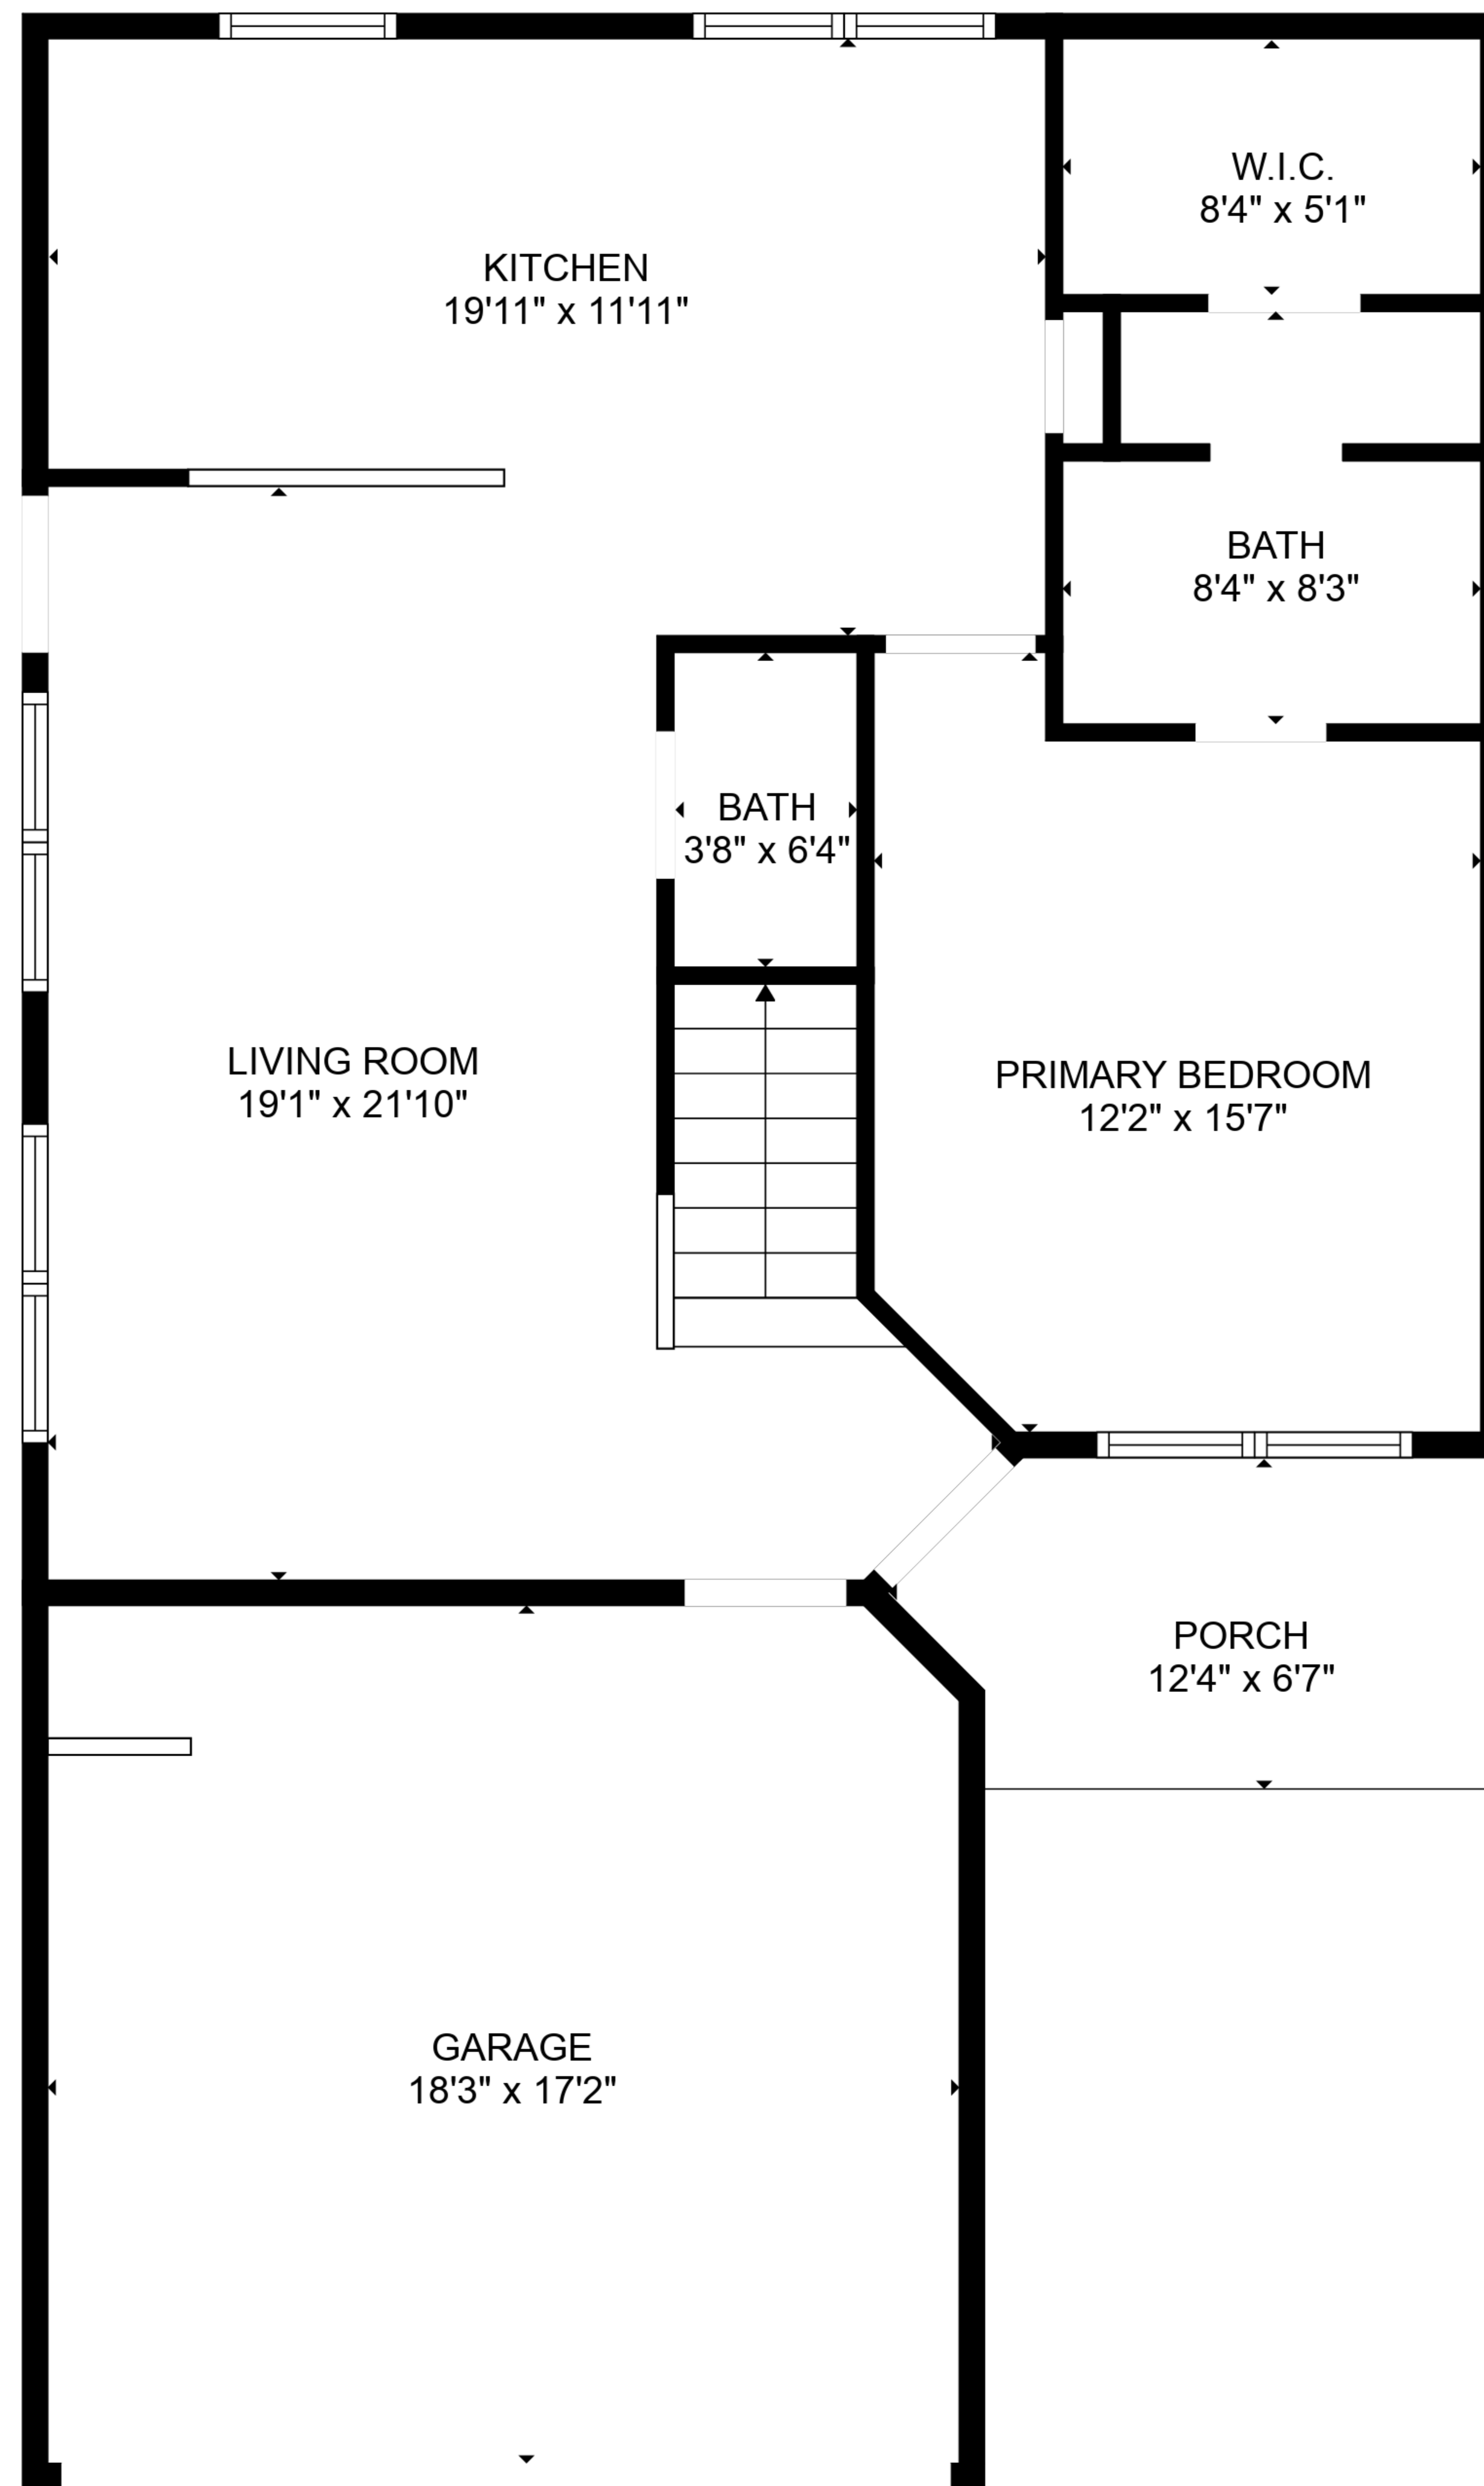 W.I.C.
8'4" x 5'1"
KITCHEN
19'11" x 11'11"
BATH
8'4" x 8'3"
BATH
3'8" x 6'4"
LIVING ROOM
19'1" x 21'10"
PRIMARY BEDROOM
12'2" x 15'7"
PORCH
12'4" x 6'7"
GARAGE
18'3" x 17'2"